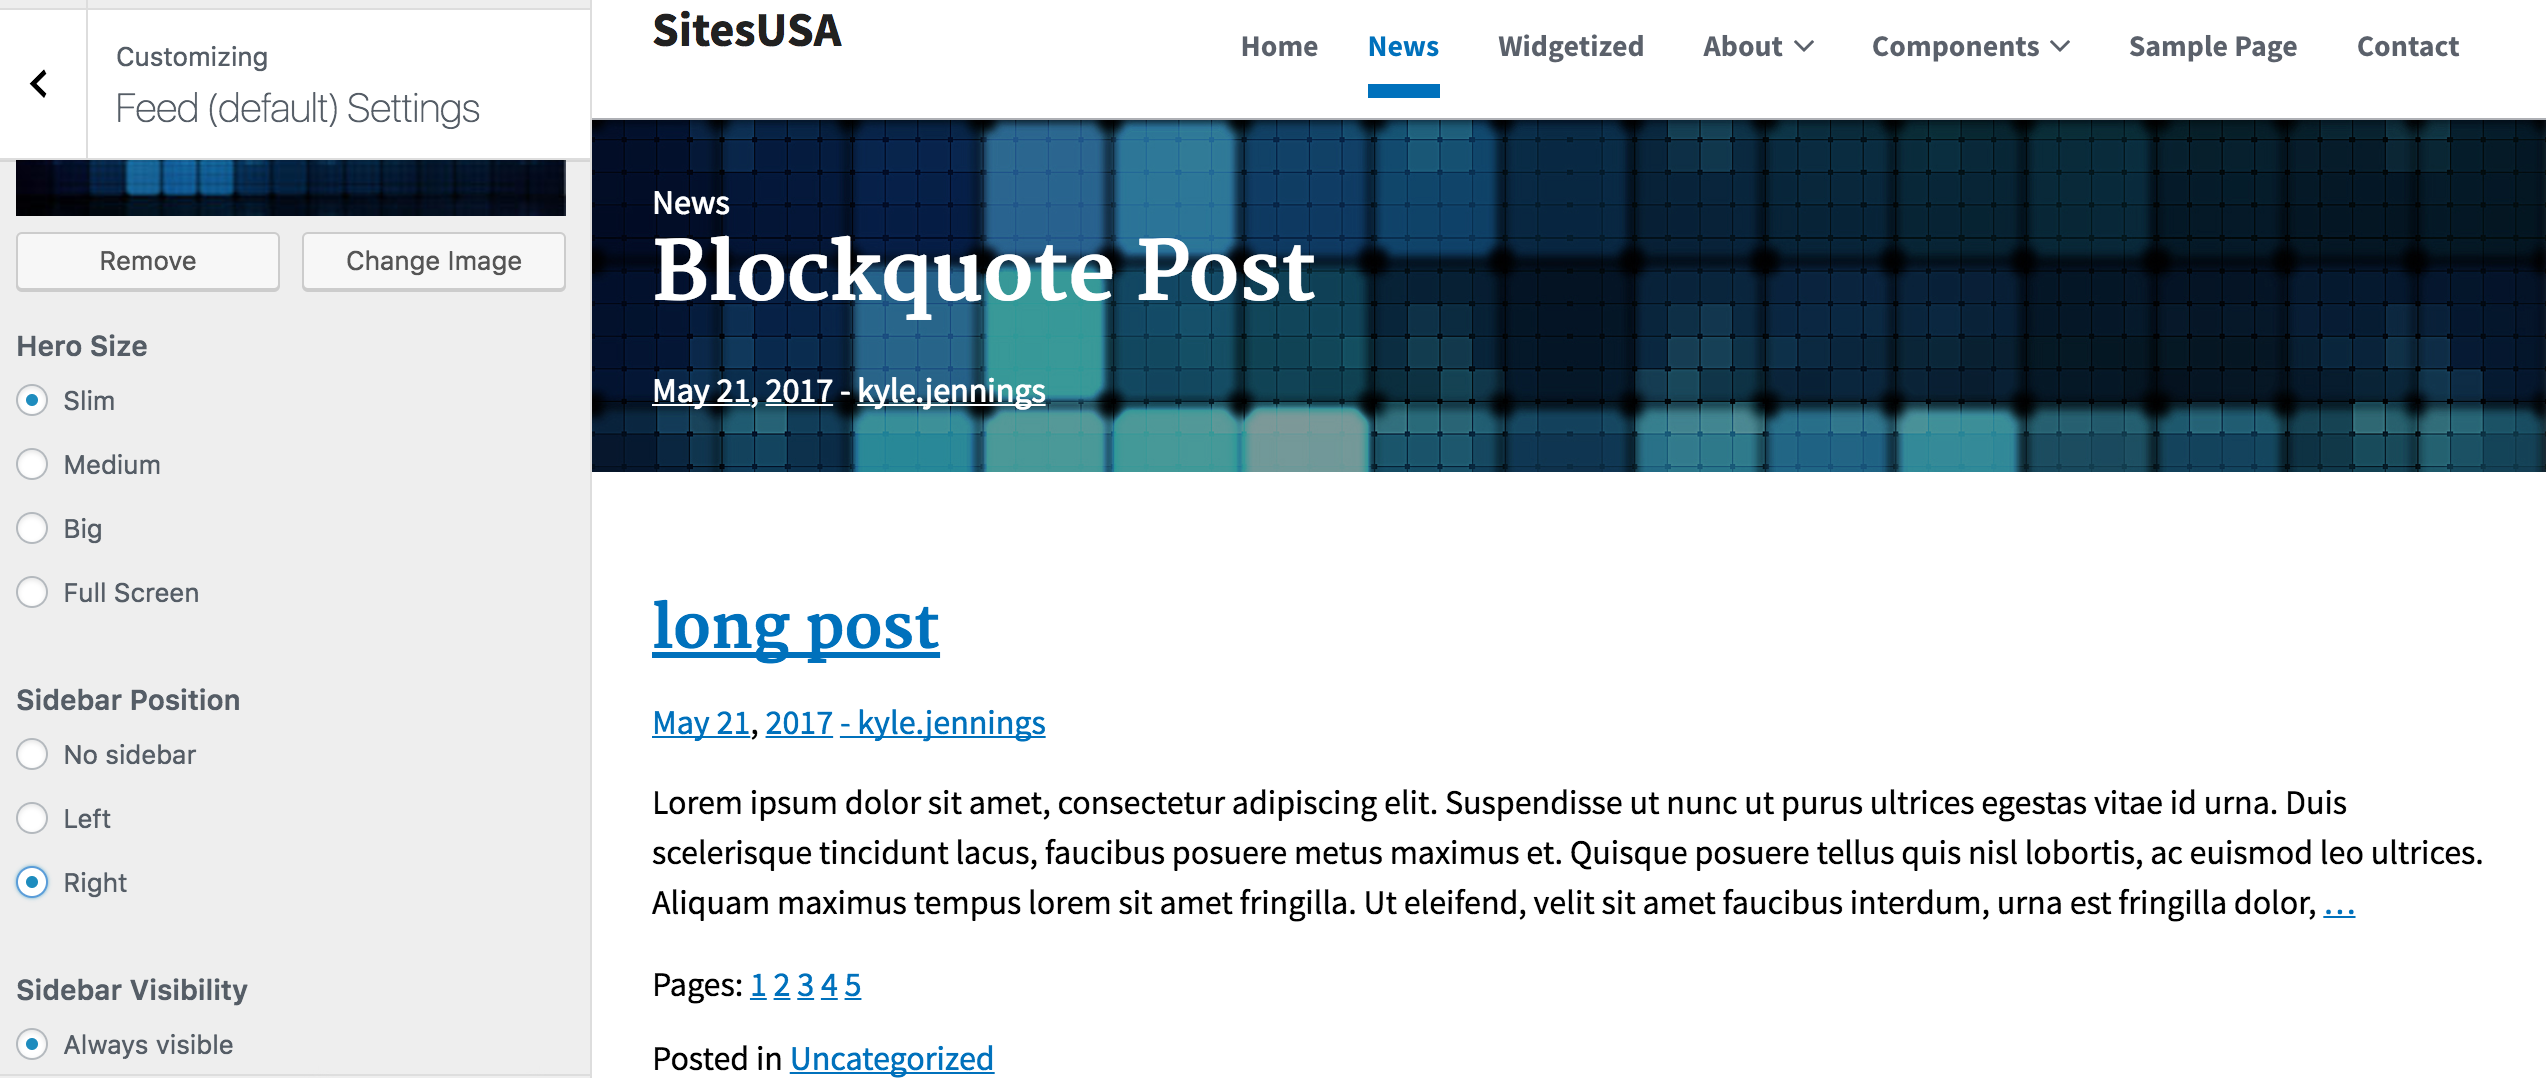 Customizing
Feed (default) Settings
Remove
Change Image
Hero Size
Slim
Medium
Big
Full Screen
Sidebar Position
No sidebar
Left
Right
Sidebar Visibility
Always visible
SitesUSA
Home
News
Widgetized
About
Components
Sample Page
Contact
News
Blockquote Post
May 21, 2017 - kyle.jennings
long post
May 21, 2017 - kyle.jennings
Lorem ipsum dolor sit amet, consectetur adipiscing elit. Suspendisse ut nunc ut purus ultrices egestas vitae id urna. Duis
scelerisque tincidunt lacus, faucibus posuere metus maximus et. Quisque posuere tellus quis nisl lobortis, ac euismod leo ultrices.
Aliquam maximus tempus lorem sit amet fringilla. Ut eleifend, velit sit amet faucibus interdum, urna est fringilla dolor, …
Pages: 1 2 3 4 5
Posted in Uncategorized